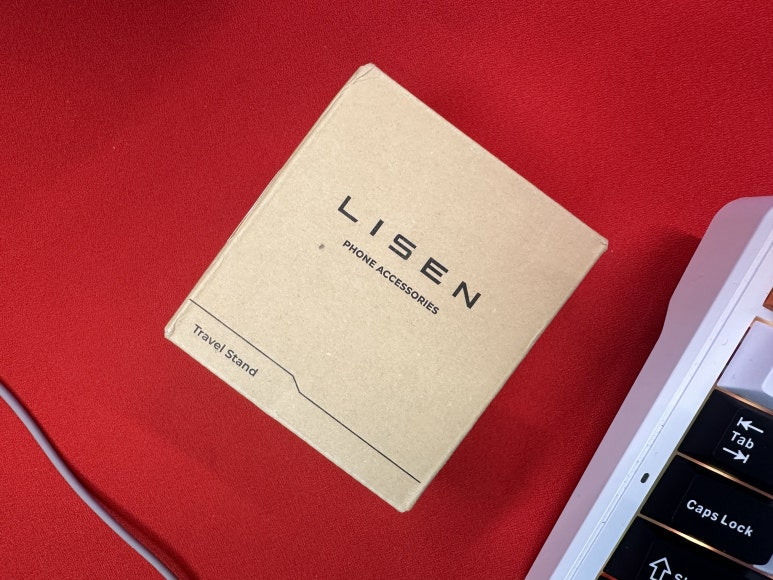 LISEN
PHONE ACCESSORIES
Travel Stand
Tab
Caps Lock